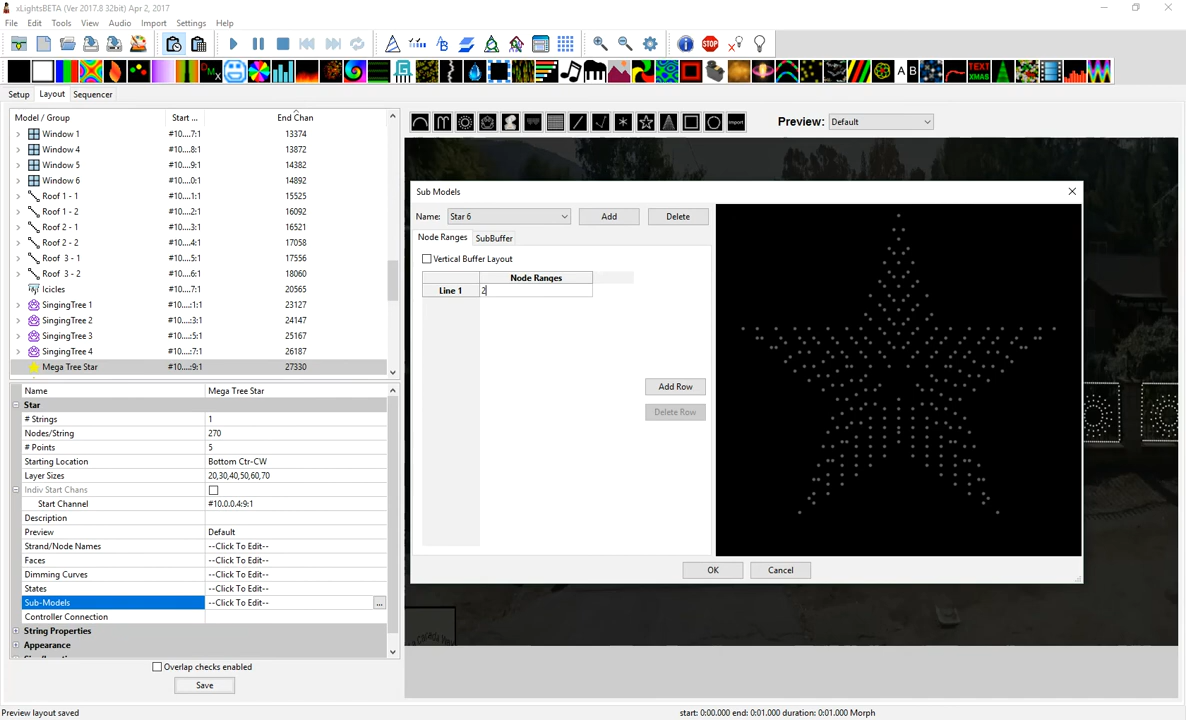 xLightsBETA (Ver 2017.8 32bit) Apr 2, 2017
File Edit Tools View Audio Import Settings Help
Setup Layout Sequencer
Model / Group Start ... End Chan
Window 1 #10....7:1 13374
Window 4 #10....8:1 13872
Window 5 #10....9:1 14382
Window 6 #10....0:1 14892
Roof 1 - 1 #10....1:1 15525
Roof 1 - 2 #10....2:1 16092
Roof 2 - 1 #10....3:1 16521
Roof 2 - 2 #10....4:1 17058
Roof 3 - 1 #10....5:1 17556
Roof 3 - 2 #10....6:1 18060
Icicles #10....7:1 20565
SingingTree 1 #10....:1:1 23127
SingingTree 2 #10....:3:1 24147
SingingTree 3 #10....:5:1 25167
SingingTree 4 #10....:7:1 26187
Mega Tree Star #10....:9:1 27330
Name Mega Tree Star
Star
# Strings 1
Nodes/String 270
# Points 5
Starting Location Bottom Ctr-CW
Layer Sizes 20,30,40,50,60,70
Indiv Start Chans
Start Channel #10.0.0.4:9:1
Description
Preview Default
Strand/Node Names --Click To Edit--
Faces --Click To Edit--
Dimming Curves --Click To Edit--
States --Click To Edit--
Sub-Models --Click To Edit-- ...
Controller Connection
String Properties
Appearance
Overlap checks enabled
Save
import
Preview: Default
Sub Models
Name: Star 6 Add Delete
Node Ranges SubBuffer
Vertical Buffer Layout
Node Ranges
Line 1 2
Add Row
Delete Row
OK Cancel
Preview layout saved
start: 0:00.000 end: 0:01.000 duration: 0:01.000 Morph